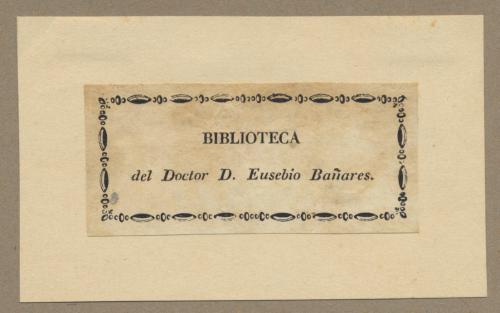 BIBLIOTECA
del Doctor D. Eusebio Bañares.